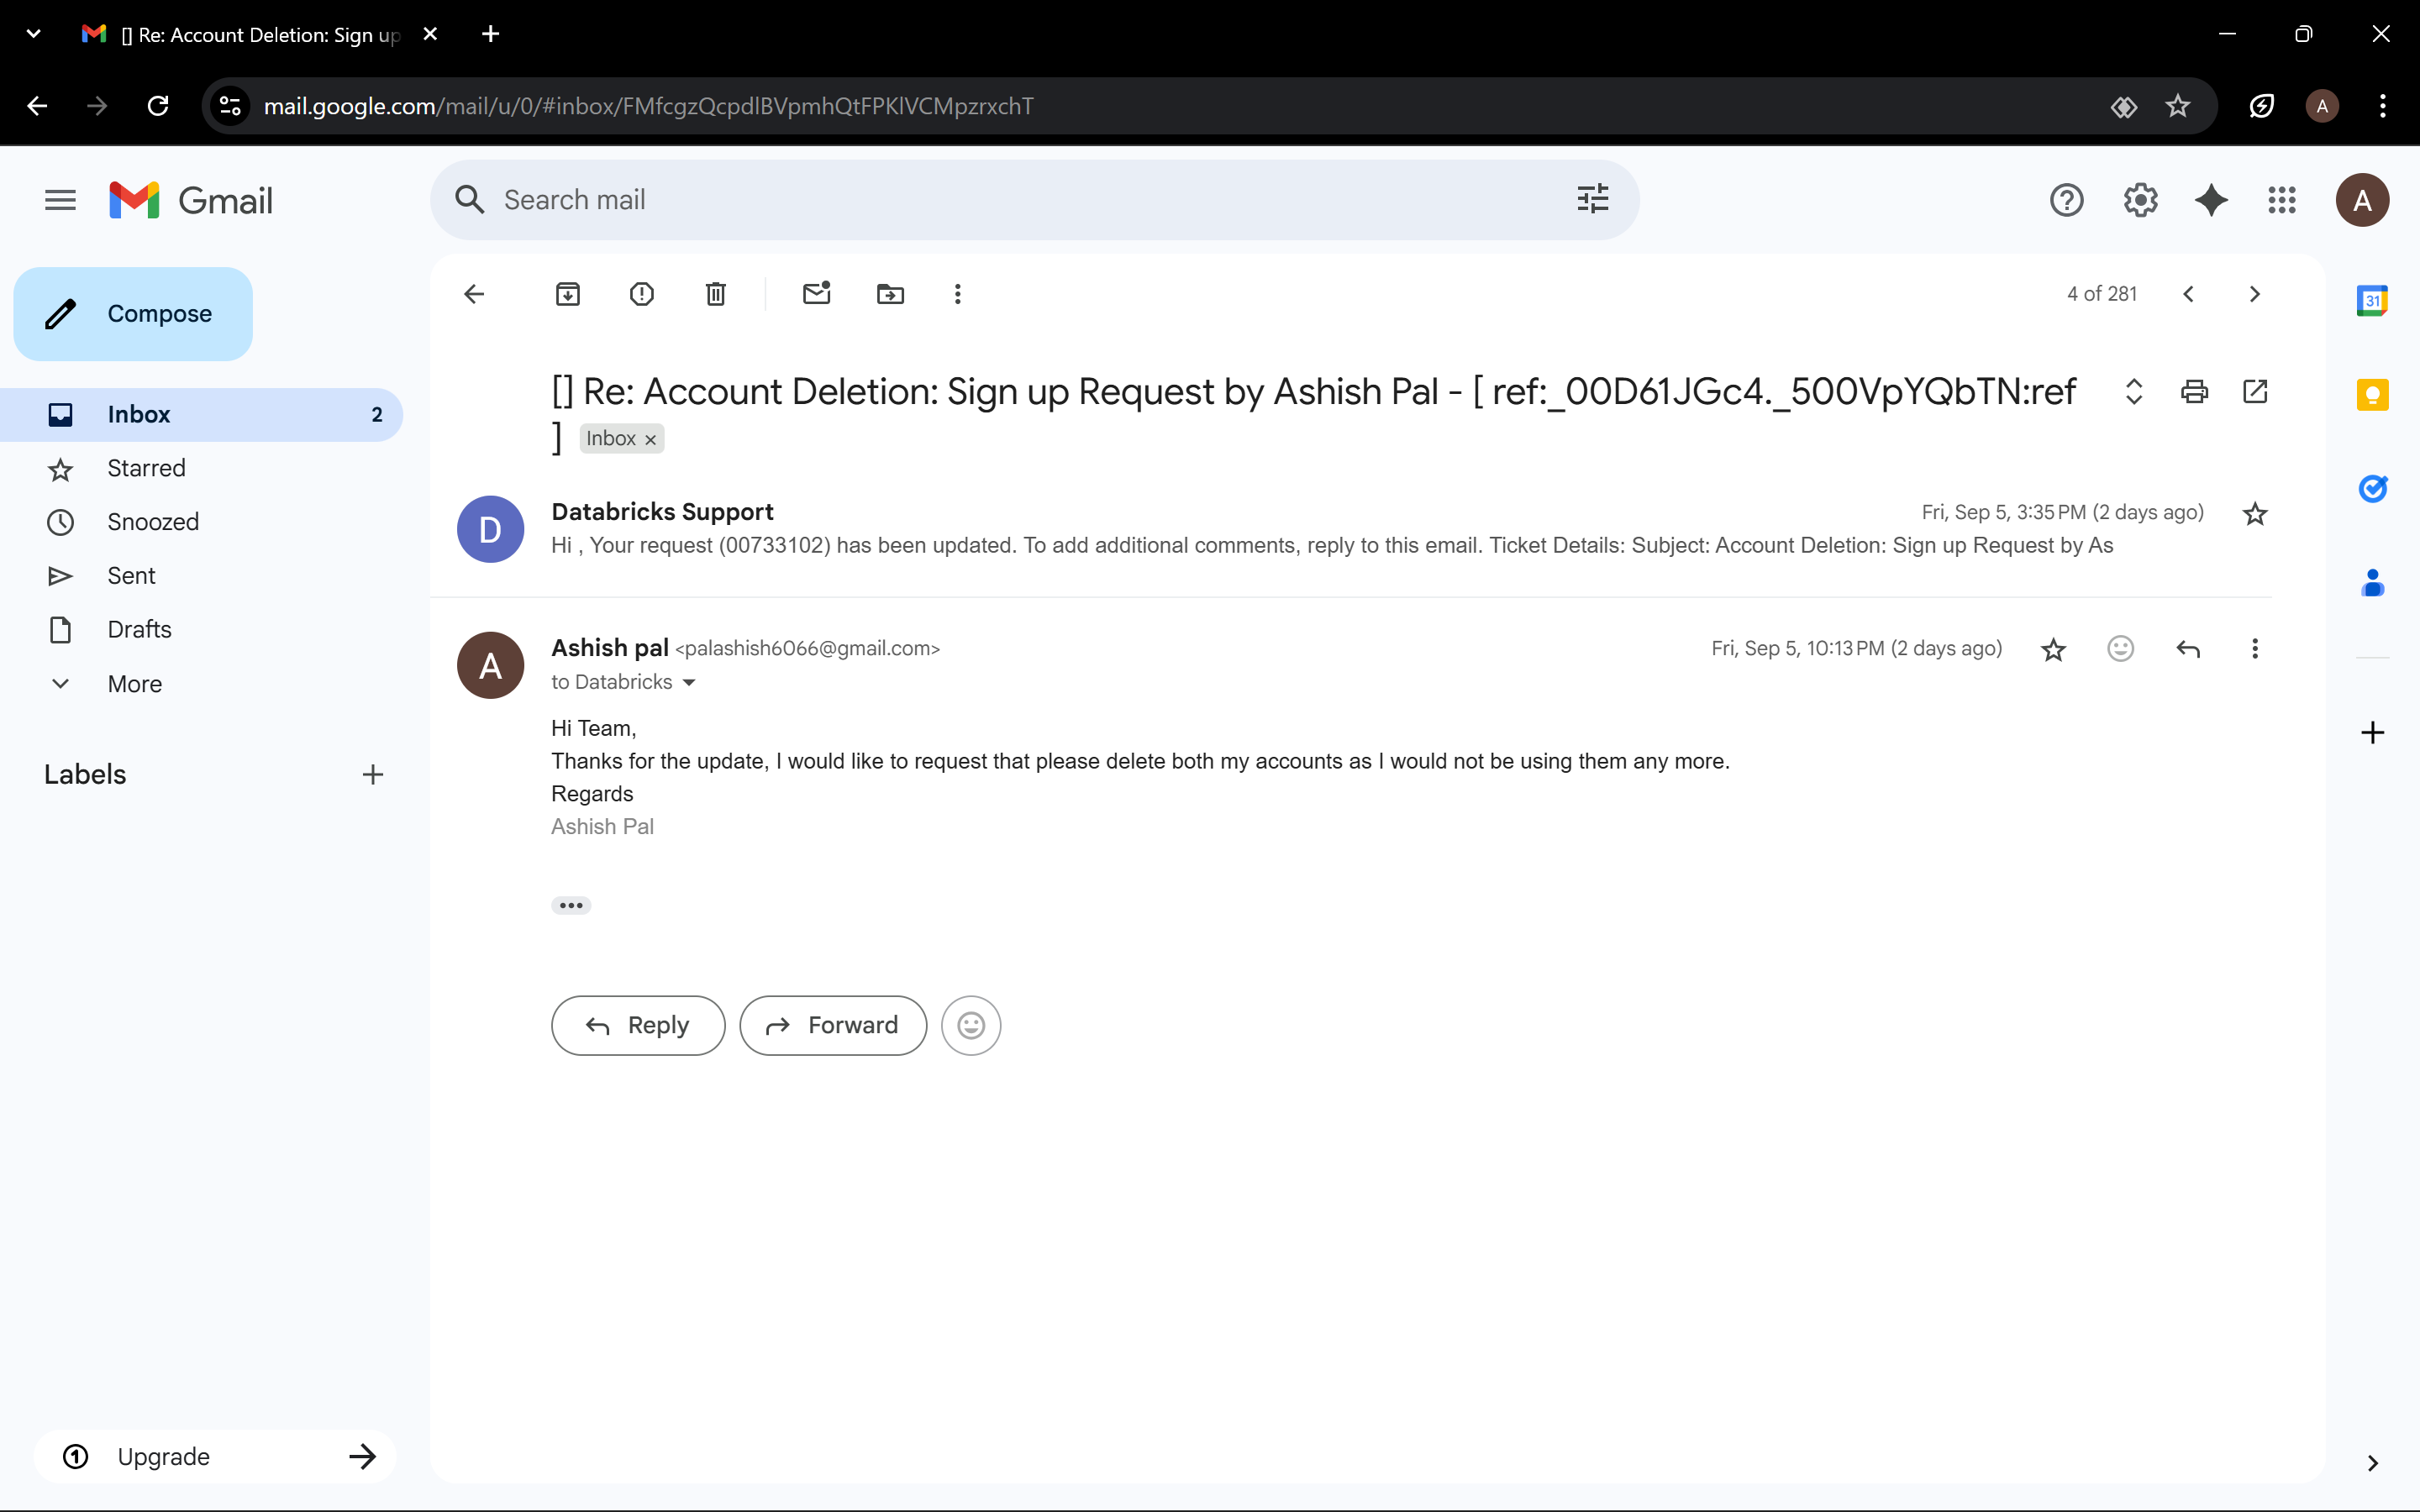 [] Re: Account Deletion: Sign up
mail.google.com/mail/u/0/#inbox/FMfcgzQcpdlBVpmhQtFPKlVCMpzrxchT
A
Gmail
Search mail
A
Compose
4 of 281
31
[] Re: Account Deletion: Sign up Request by Ashish Pal - [ ref:_00D61JGc4._500VpYQbTN:ref
] Inbox ×
Inbox 2
Starred
Snoozed
Sent
Drafts
More
Labels
D
Databricks Support
Fri, Sep 5, 3:35 PM (2 days ago)
Hi , Your request (00733102) has been updated. To add additional comments, reply to this email. Ticket Details: Subject: Account Deletion: Sign up Request by As
A
Ashish pal <palashish6066@gmail.com>
Fri, Sep 5, 10:13 PM (2 days ago)
to Databricks
Hi Team,
Thanks for the update, I would like to request that please delete both my accounts as I would not be using them any more.
Regards
Ashish Pal
Reply
Forward
1 Upgrade